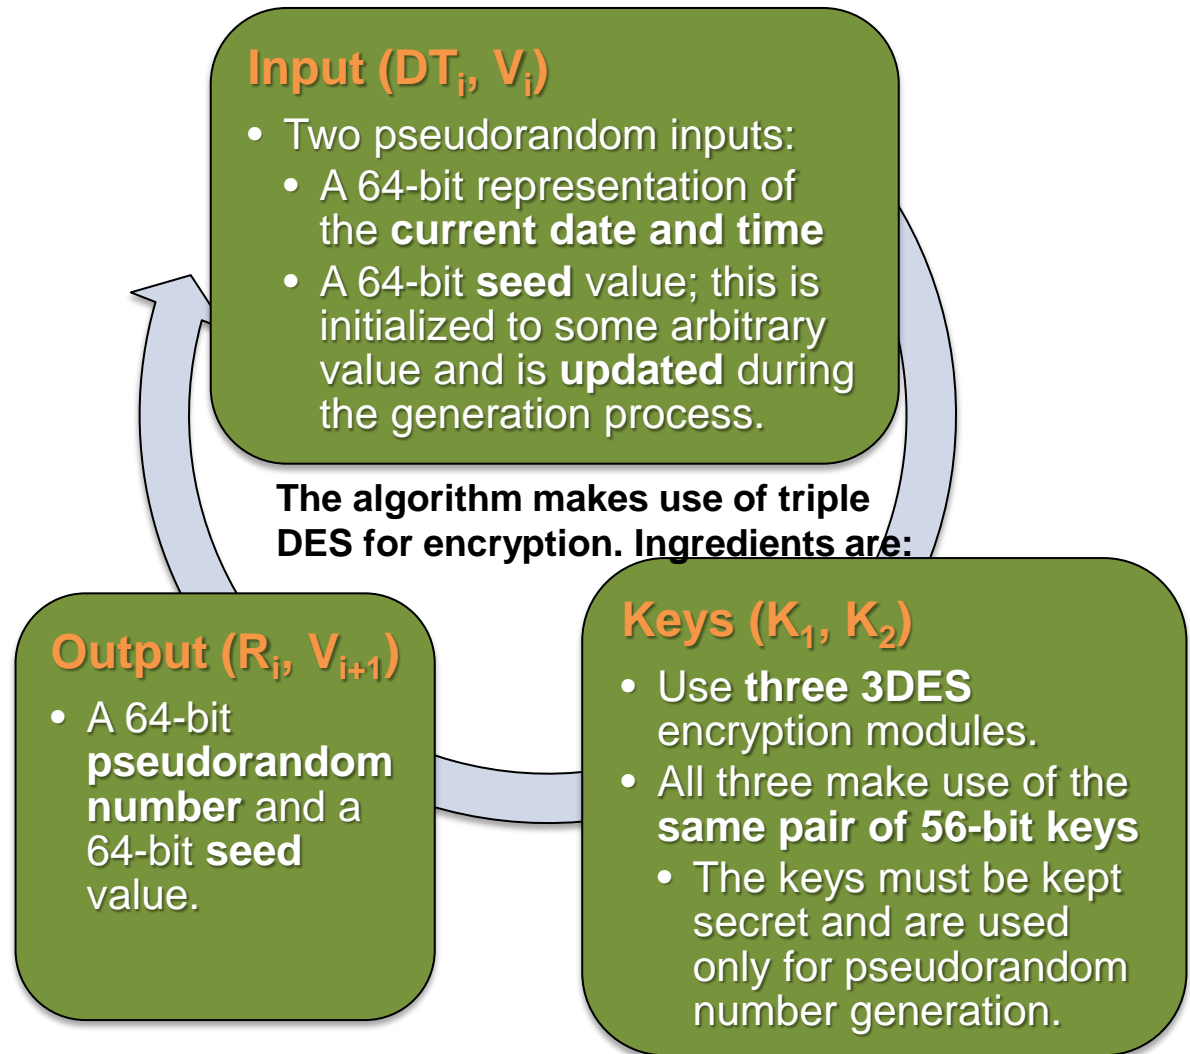 Input (DTᵢ, Vᵢ)
• Two pseudorandom inputs:
• A 64-bit representation of
the current date and time
• A 64-bit seed value; this is
initialized to some arbitrary
value and is updated during
the generation process.
The algorithm makes use of triple
DES for encryption. Ingredients are:
Keys (K₁, K₂)
• Use three 3DES
encryption modules.
• All three make use of the
same pair of 56-bit keys
• The keys must be kept
secret and are used
only for pseudorandom
number generation.
Output (Rᵢ, Vᵢ₊₁)
• A 64-bit
pseudorandom
number and a
64-bit seed
value.